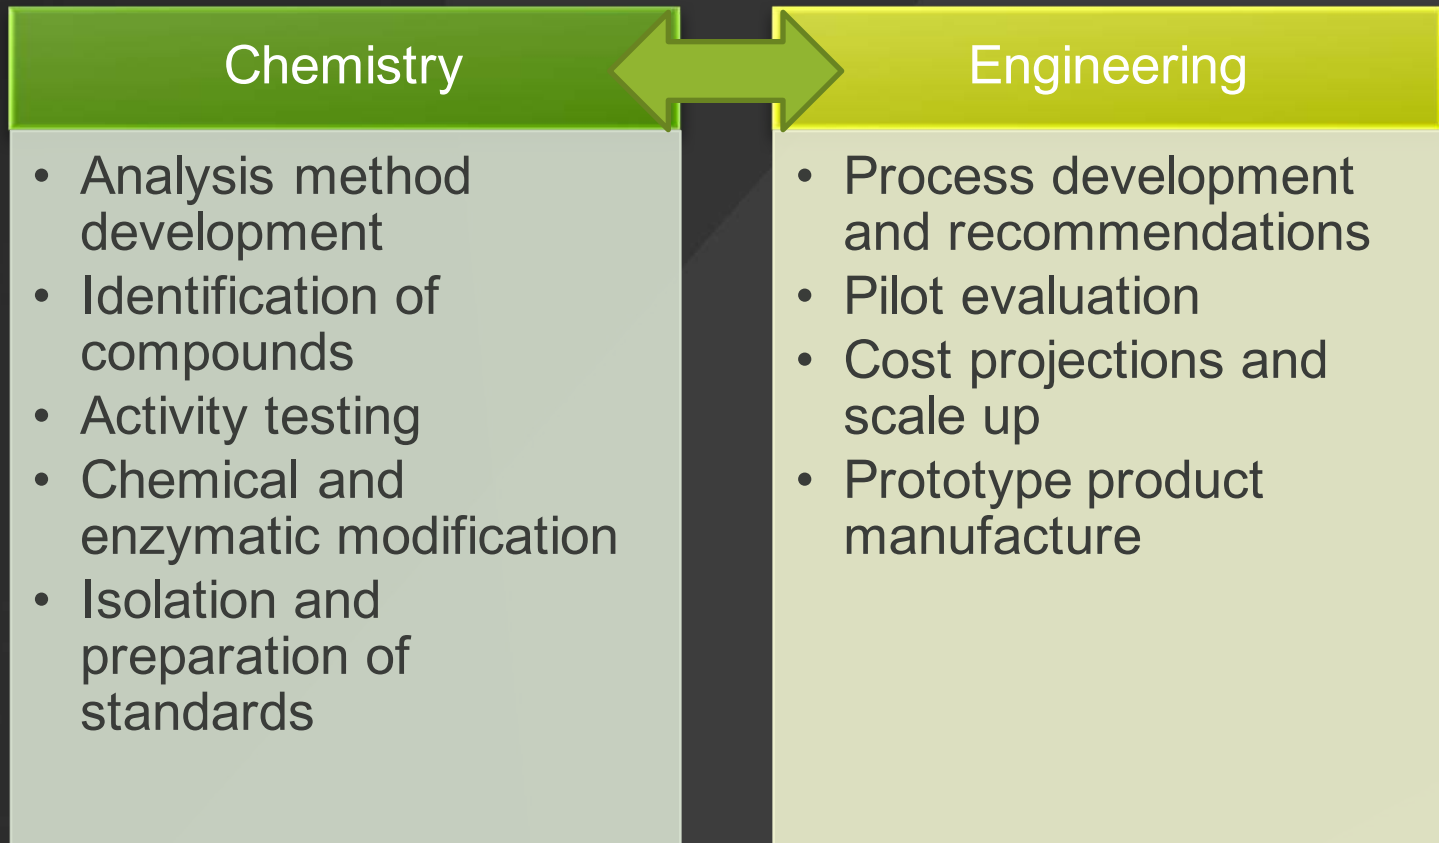 Chemistry
• Analysis method
development
• Identification of
compounds
• Activity testing
• Chemical and
enzymatic modification
• Isolation and
preparation of
standards
Engineering
• Process development
and recommendations
• Pilot evaluation
• Cost projections and
scale up
• Prototype product
manufacture